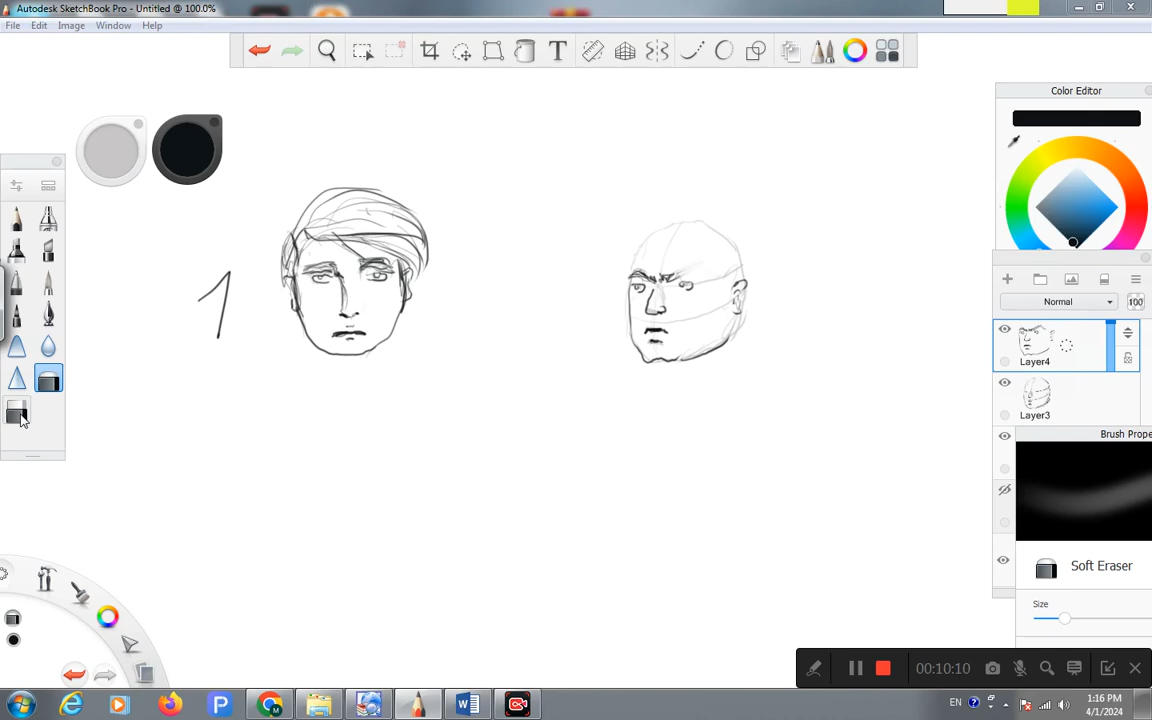 Autodesk SketchBook Pro - Untitled @ 100.0%
File Edit Image Window Help
T
Color Editor
1
Normal
100
Layer4
Layer3
Brush Prope
Soft Eraser
Size
00:10:10
P
W
EN
?
1:16 PM
4/1/2024